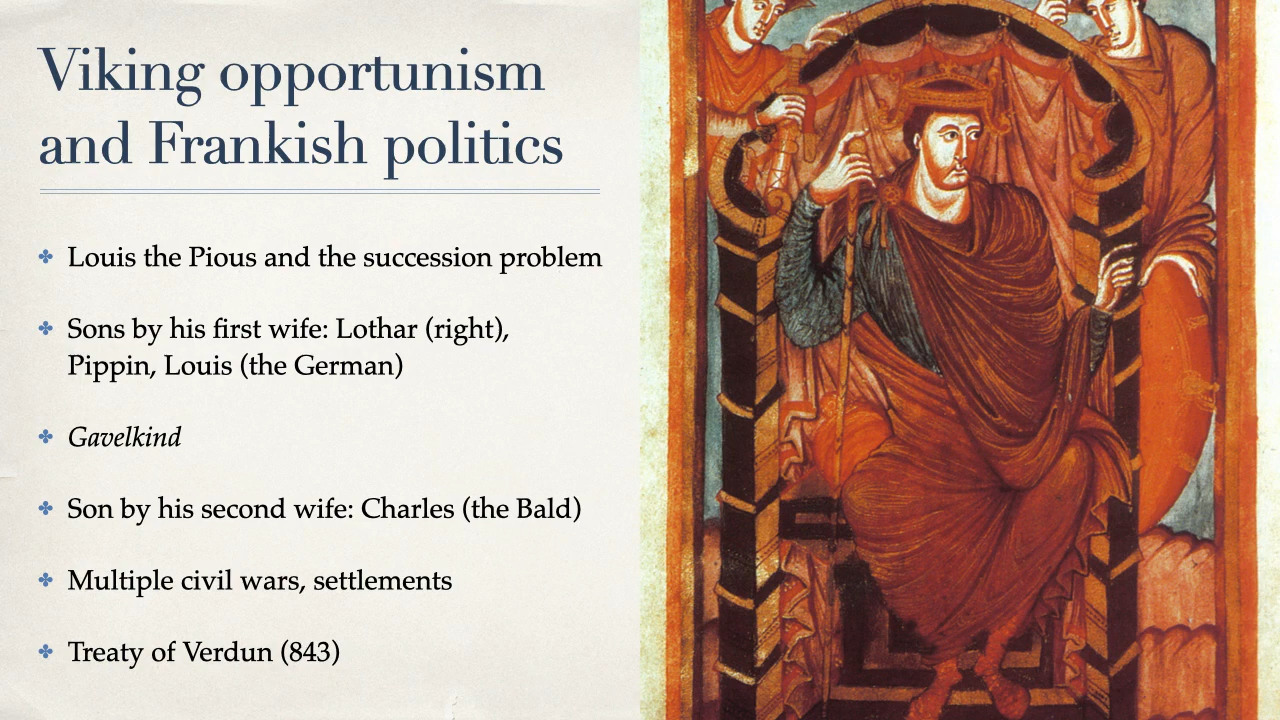 Viking opportunism
and Frankish politics
Louis the Pious and the succession problem
Sons by his first wife: Lothar (right),
Pippin, Louis (the German)
Gavelkind
Son by his second wife: Charles (the Bald)
Multiple civil wars, settlements
Treaty of Verdun (843)